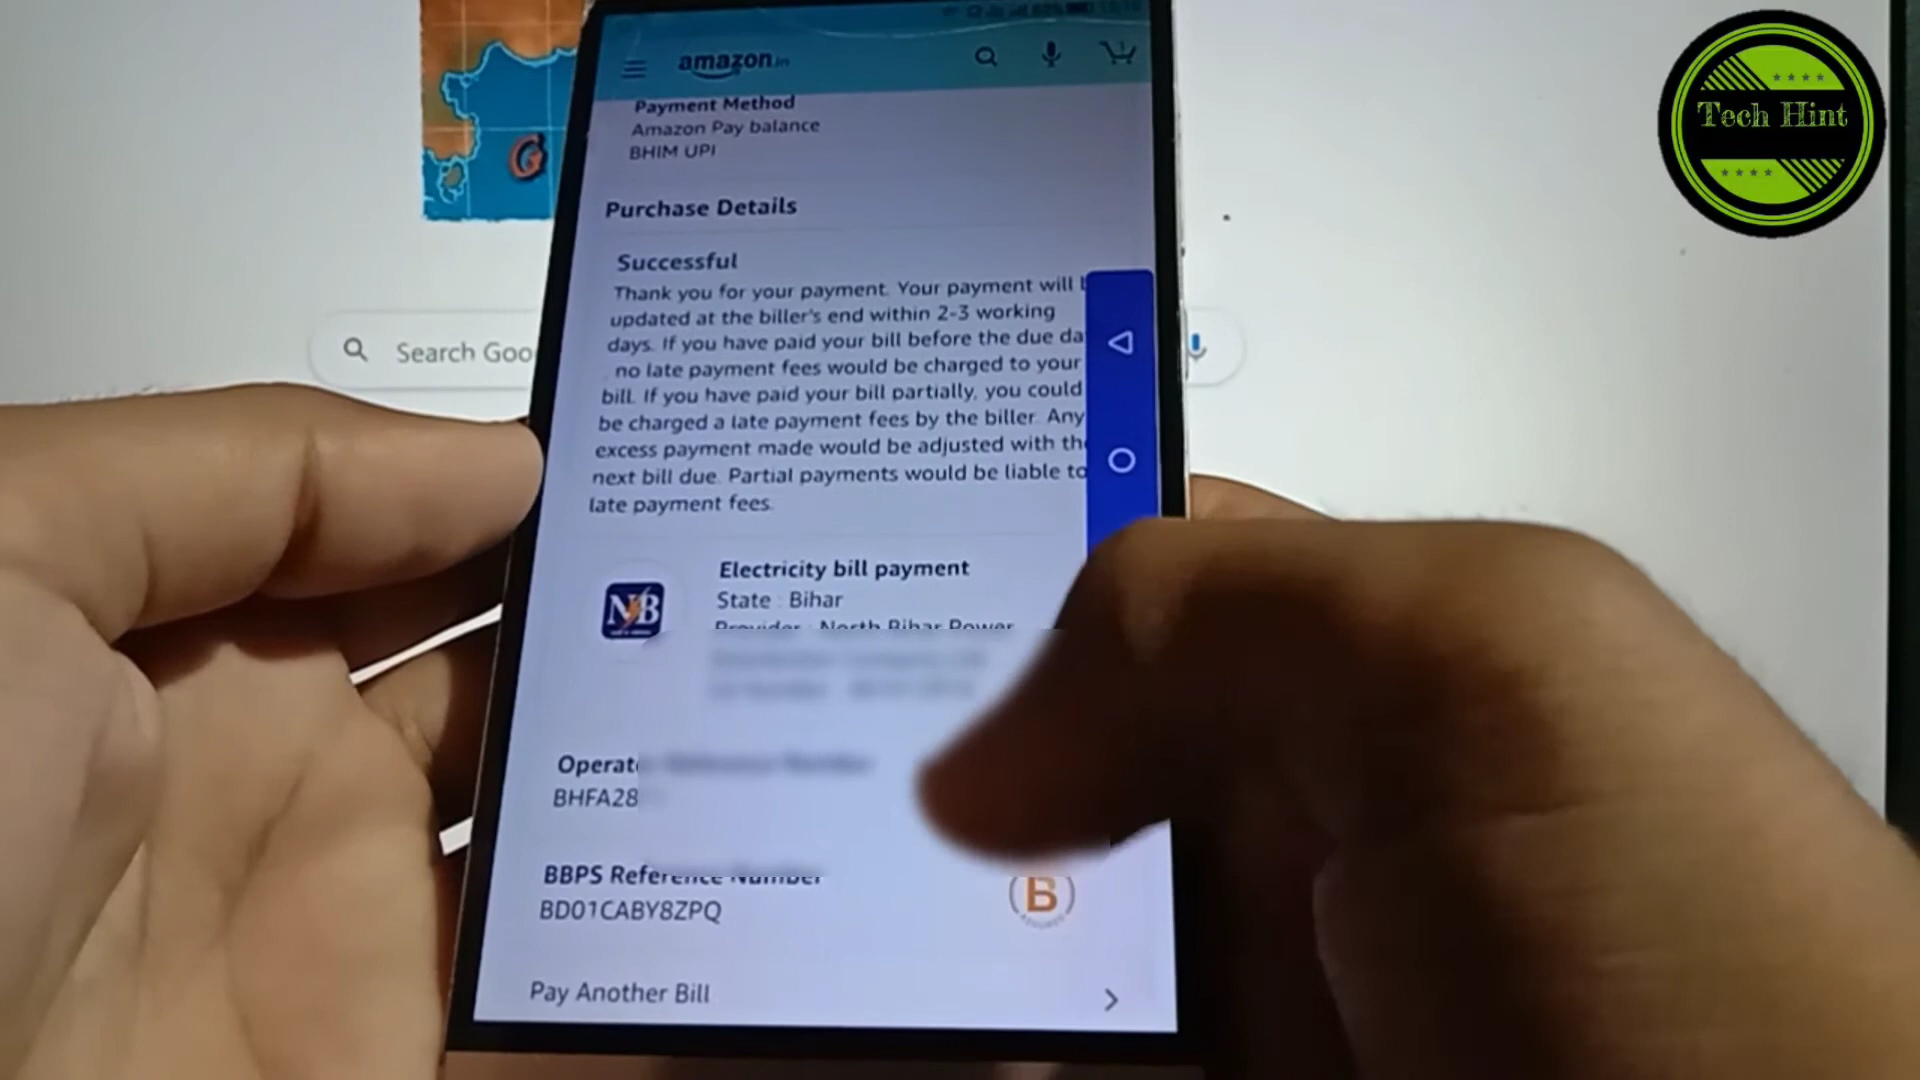 amazon.in
Payment Method
Amazon Pay balance
BHIM UPI
Purchase Details
Successful
Thank you for your payment. Your payment will
updated at the biller's end within 2-3 working
days. If you have paid your bill before the due da
no late payment fees would be charged to your
bill. If you have paid your bill partially, you could
be charged a late payment fees by the biller. Any
excess payment made would be adjusted with the
next bill due. Partial payments would be liable to
late payment fees.
NB
Electricity bill payment
State : Bihar
Provider : North Bihar Power
Operat
BHFA28
BBPS Reference Number
BD01CABY8ZPQ
B
Pay Another Bill
Search Goo
G
Tech Hint